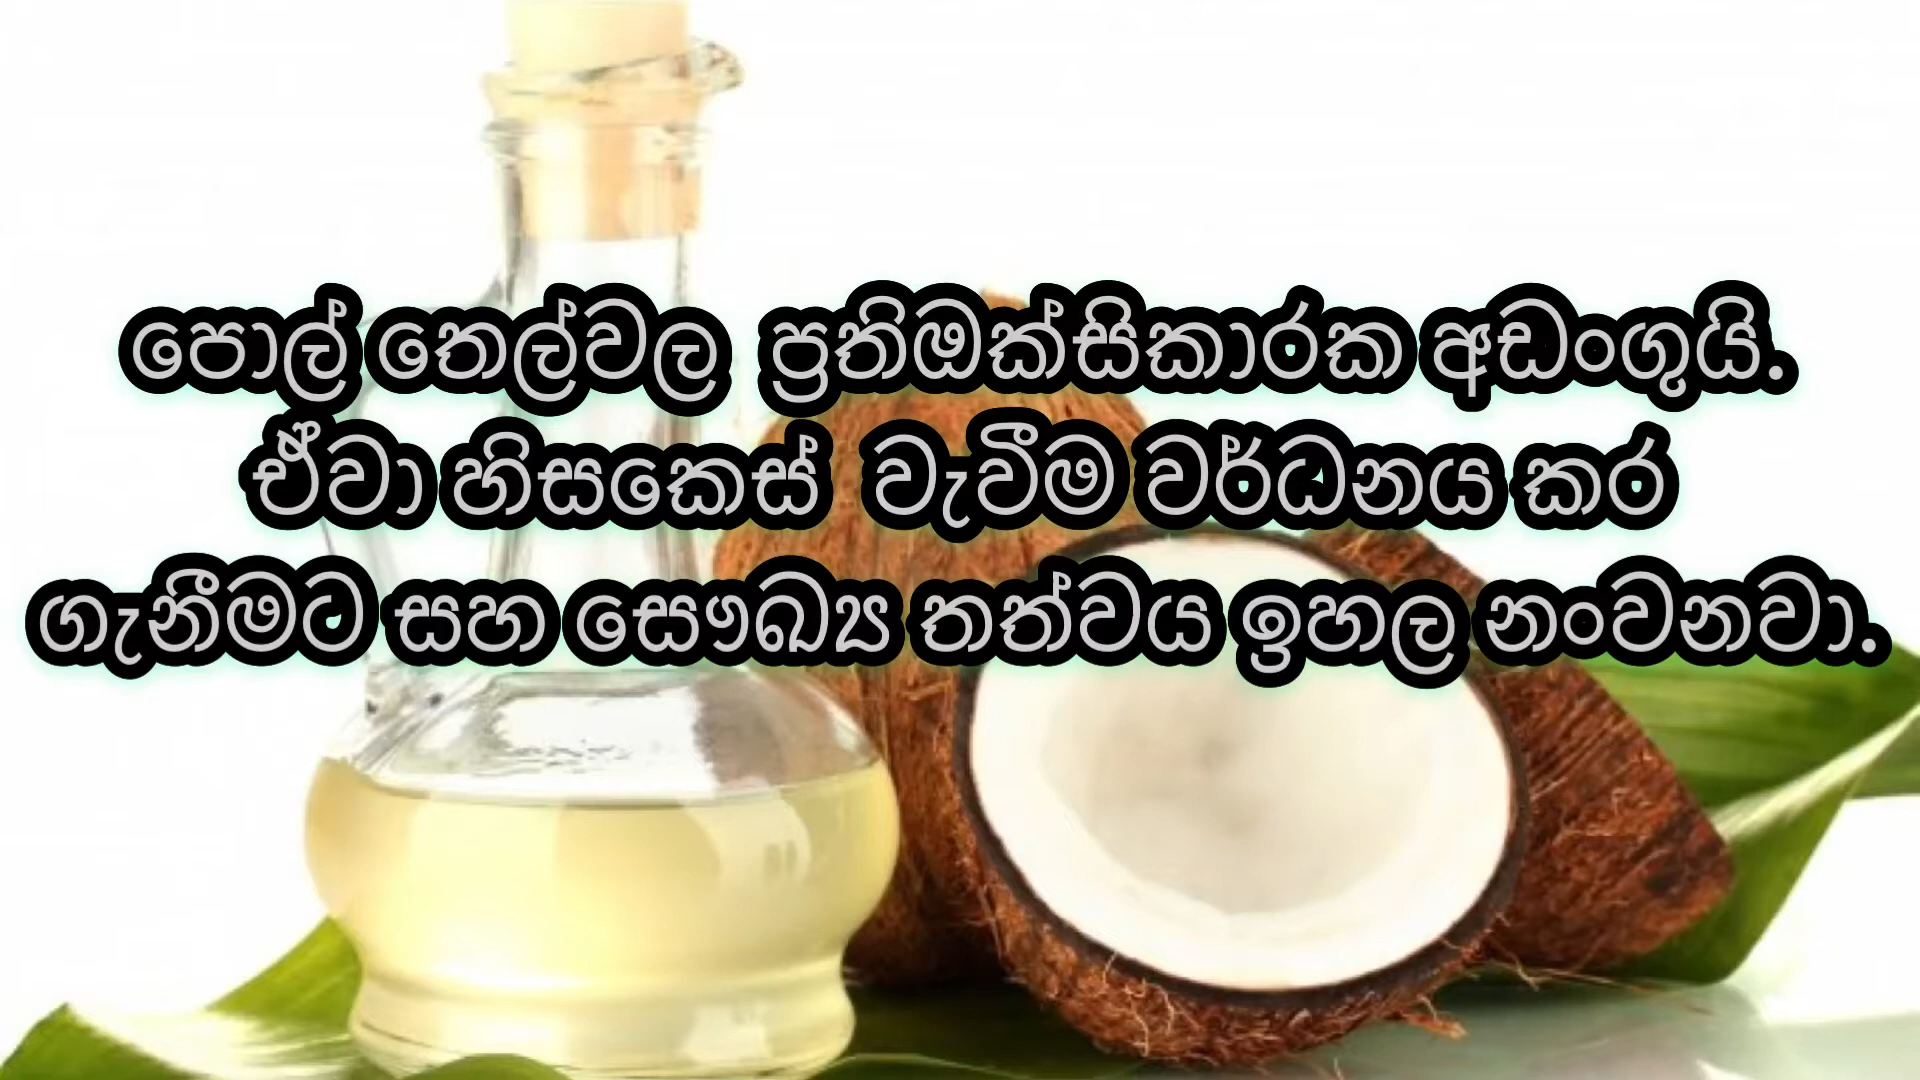 පොල් තෙල්වල ප්‍රතිඔක්සිකාරක අඩංගුයි.
ඒවා හිසකෙස් වැවීම වර්ධනය කර
ගැනීමට සහ සෞඛ්‍ය තත්වය ඉහල නංවනවා.